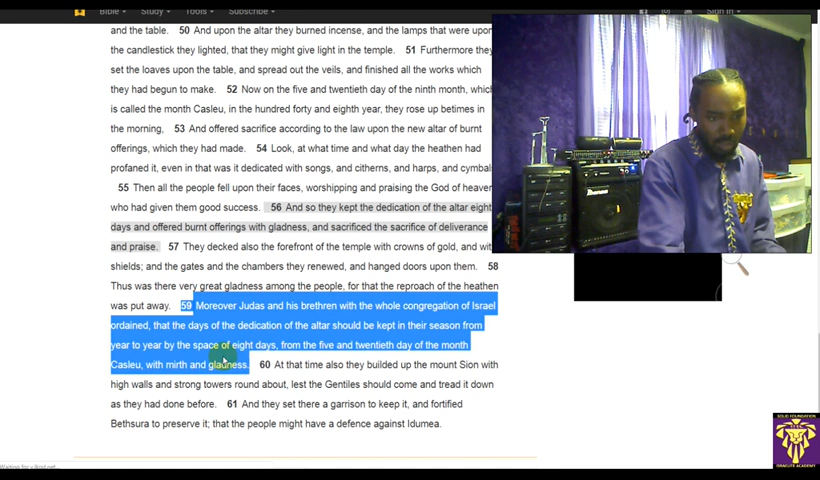 Bible Study Tools Subscribe Sign In
and the table. 50 And upon the altar they burned incense, and the lamps that were upon
the candlestick they lighted, that they might give light in the temple. 51 Furthermore they
set the loaves upon the table, and spread out the veils, and finished all the works which
they had begun to make. 52 Now on the five and twentieth day of the ninth month, which
is called the month Casleu, in the hundred forty and eighth year, they rose up betimes in
the morning, 53 And offered sacrifice according to the law upon the new altar of burnt
offerings, which they had made. 54 Look, at what time and what day the heathen had
profaned it, even in that was it dedicated with songs, and citherns, and harps, and cymbals
55 Then all the people fell upon their faces, worshipping and praising the God of heaven
who had given them good success. 56 And so they kept the dedication of the altar eight
days and offered burnt offerings with gladness, and sacrificed the sacrifice of deliverance
and praise. 57 They decked also the forefront of the temple with crowns of gold, and wit
shields; and the gates and the chambers they renewed, and hanged doors upon them. 58
Thus was there very great gladness among the people, for that the reproach of the heathen
was put away. 59 Moreover Judas and his brethren with the whole congregation of Israel
ordained, that the days of the dedication of the altar should be kept in their season from
year to year by the space of eight days, from the five and twentieth day of the month
Casleu, with mirth and gladness. 60 At that time also they builded up the mount Sion with
high walls and strong towers round about, lest the Gentiles should come and tread it down
as they had done before. 61 And they set there a garrison to keep it, and fortified
Bethsura to preserve it; that the people might have a defence against Idumea.
Ibanez
SOLID FOUNDATION
ISRAELITE ACADEMY